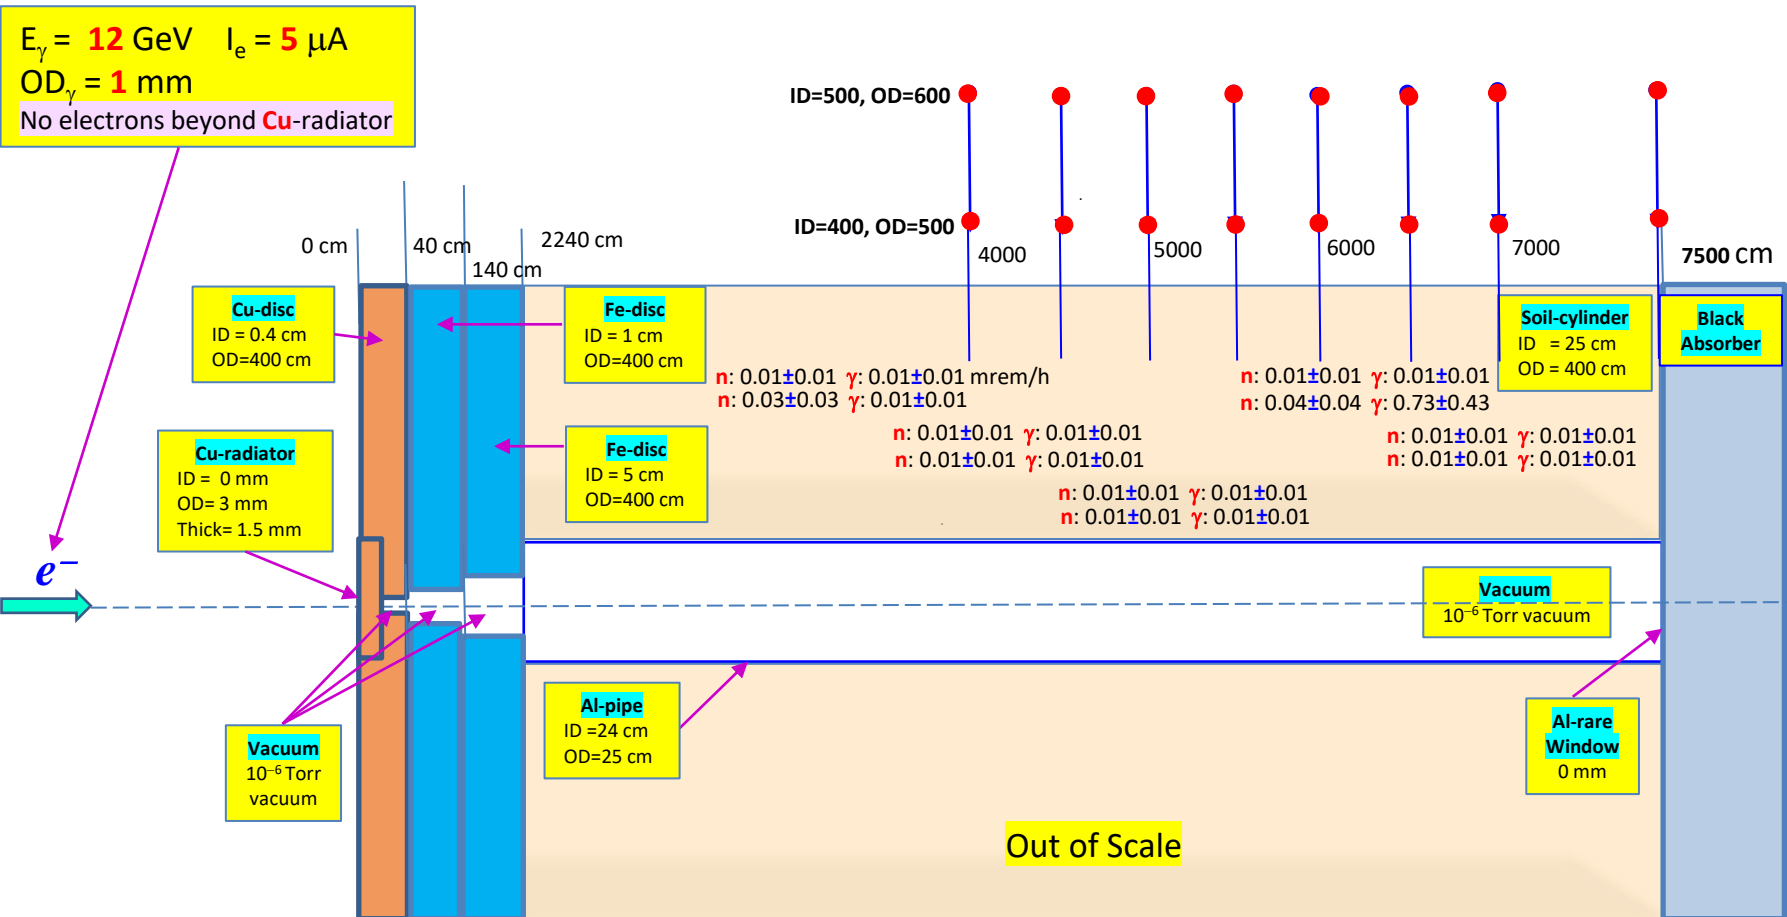 Eᵧ = 12 GeV I_e = 5 µA
ODᵧ = 1 mm
No electrons beyond Cu-radiator
ID=500, OD=600
ID=400, OD=500
0 cm
40 cm
140 cm
2240 cm
4000
5000
6000
7000
7500 cm
Cu-disc
ID = 0.4 cm
OD=400 cm
Fe-disc
ID = 1 cm
OD=400 cm
Soil-cylinder
ID = 25 cm
OD = 400 cm
Black
Absorber
n: 0.01±0.01 γ: 0.01±0.01 mrem/h
n: 0.03±0.03 γ: 0.01±0.01
n: 0.01±0.01 γ: 0.01±0.01
n: 0.04±0.04 γ: 0.73±0.43
n: 0.01±0.01 γ: 0.01±0.01
n: 0.01±0.01 γ: 0.01±0.01
n: 0.01±0.01 γ: 0.01±0.01
n: 0.01±0.01 γ: 0.01±0.01
n: 0.01±0.01 γ: 0.01±0.01
n: 0.01±0.01 γ: 0.01±0.01
Cu-radiator
ID = 0 mm
OD= 3 mm
Thick= 1.5 mm
Fe-disc
ID = 5 cm
OD=400 cm
e⁻
Vacuum
10⁻⁶ Torr vacuum
Al-pipe
ID =24 cm
OD=25 cm
Vacuum
10⁻⁶ Torr
vacuum
Al-rare
Window
0 mm
Out of Scale